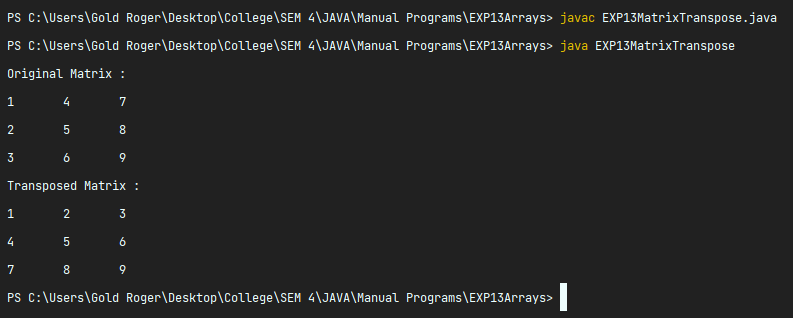 PS C:\Users\Gold Roger\Desktop\College\SEM 4\JAVA\Manual Programs\EXP13Arrays> javac EXP13MatrixTranspose.java
PS C:\Users\Gold Roger\Desktop\College\SEM 4\JAVA\Manual Programs\EXP13Arrays> java EXP13MatrixTranspose
Original Matrix :
1       4       7
2       5       8
3       6       9
Transposed Matrix :
1       2       3
4       5       6
7       8       9
PS C:\Users\Gold Roger\Desktop\College\SEM 4\JAVA\Manual Programs\EXP13Arrays>